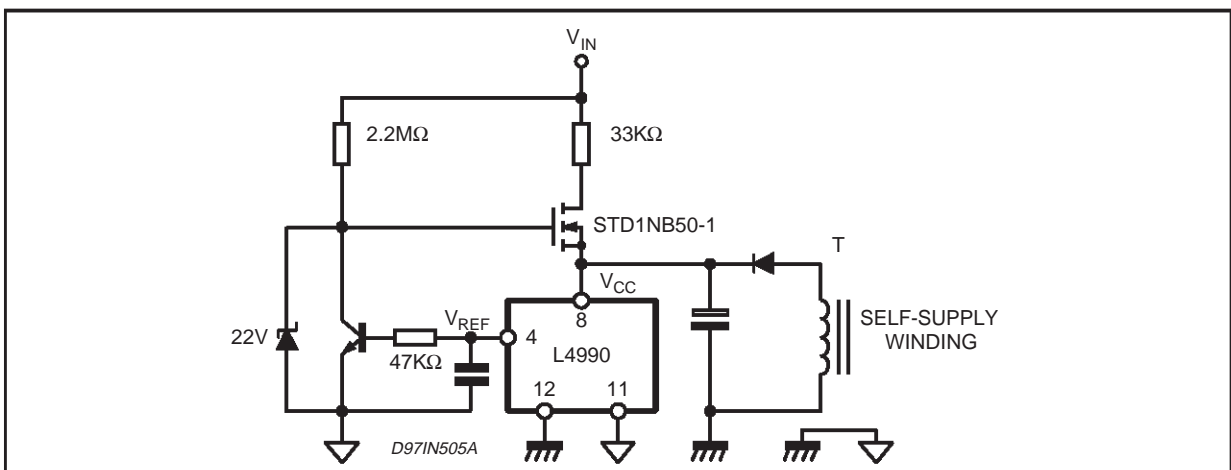 V_IN
2.2MΩ
33KΩ
STD1NB50-1
T
V_CC
22V
V_REF
4
8
47KΩ
L4990
SELF-SUPPLY
WINDING
12
11
D97IN505A